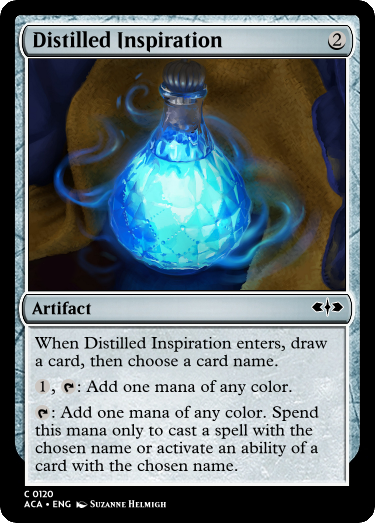 Distilled Inspiration 2
Artifact
When Distilled Inspiration enters, draw
a card, then choose a card name.
1, : Add one mana of any color.
: Add one mana of any color. Spend
this mana only to cast a spell with the
chosen name or activate an ability of a
card with the chosen name.
C 0120
ACA • ENG Suzanne Helmigh